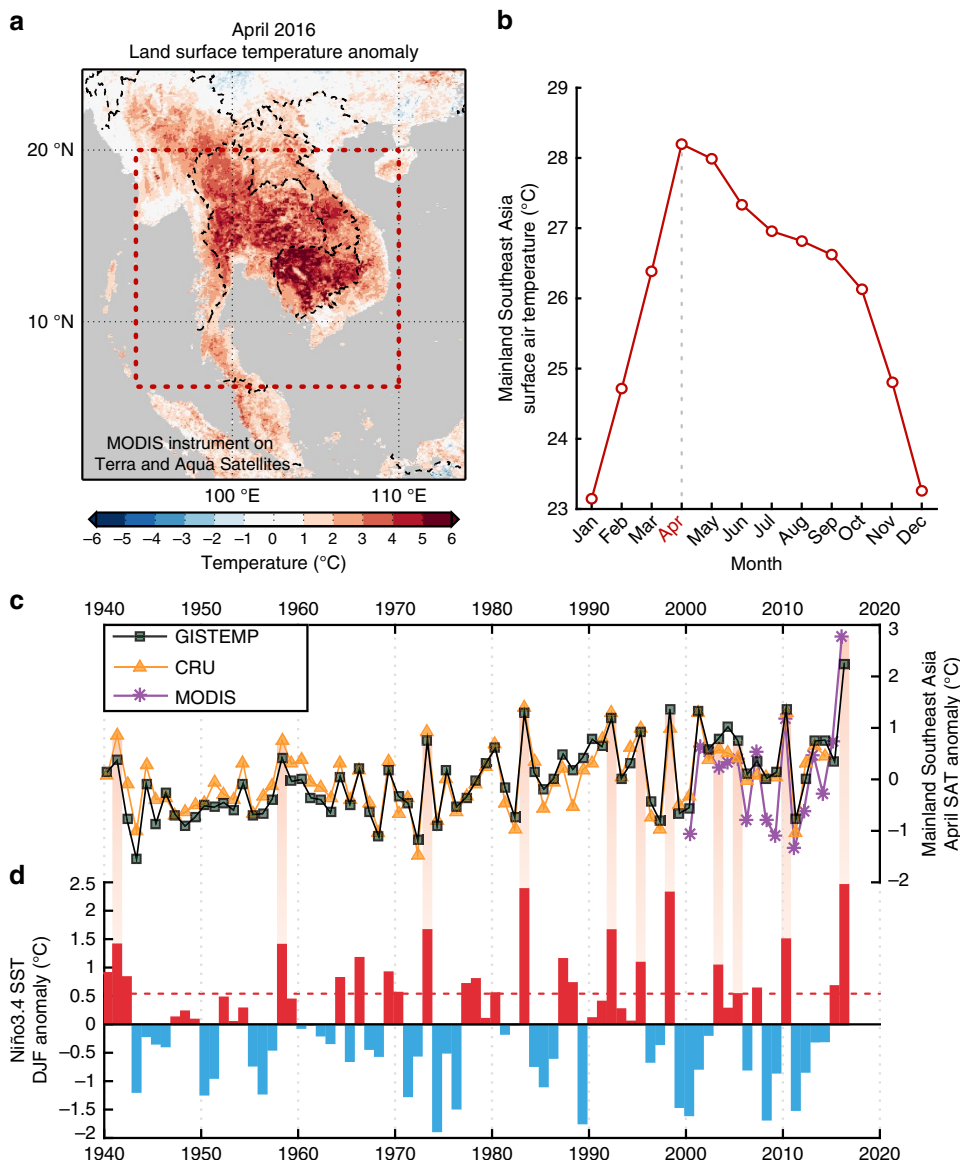 a
April 2016
Land surface temperature anomaly
20 °N
10 °N
MODIS instrument on
Terra and Aqua Satellites
100 °E 110 °E
−6 −5 −4 −3 −2 −1 0 1 2 3 4 5 6
Temperature (°C)
b
Mainland Southeast Asia
surface air temperature (°C)
29
28
27
26
25
24
23
Jan Feb Mar Apr May Jun Jul Aug Sep Oct Nov Dec
Month
c
1940 1950 1960 1970 1980 1990 2000 2010 2020
GISTEMP
CRU
MODIS
3
2
1
0
−1
−2
Mainland Southeast Asia
April SAT anomaly (°C)
d
Niño3.4 SST
DJF anomaly (°C)
2.5
2
1.5
1
0.5
0
−0.5
−1
−1.5
−2
1940 1950 1960 1970 1980 1990 2000 2010 2020